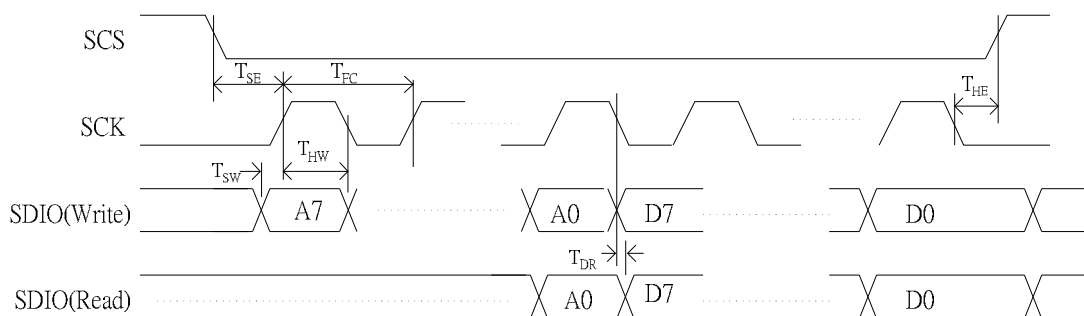 SCS
T_SE T_FC T_HE
SCK
T_HW
T_SW
SDIO(Write) A7 A0 D7 D0
T_DR
SDIO(Read) A0 D7 D0